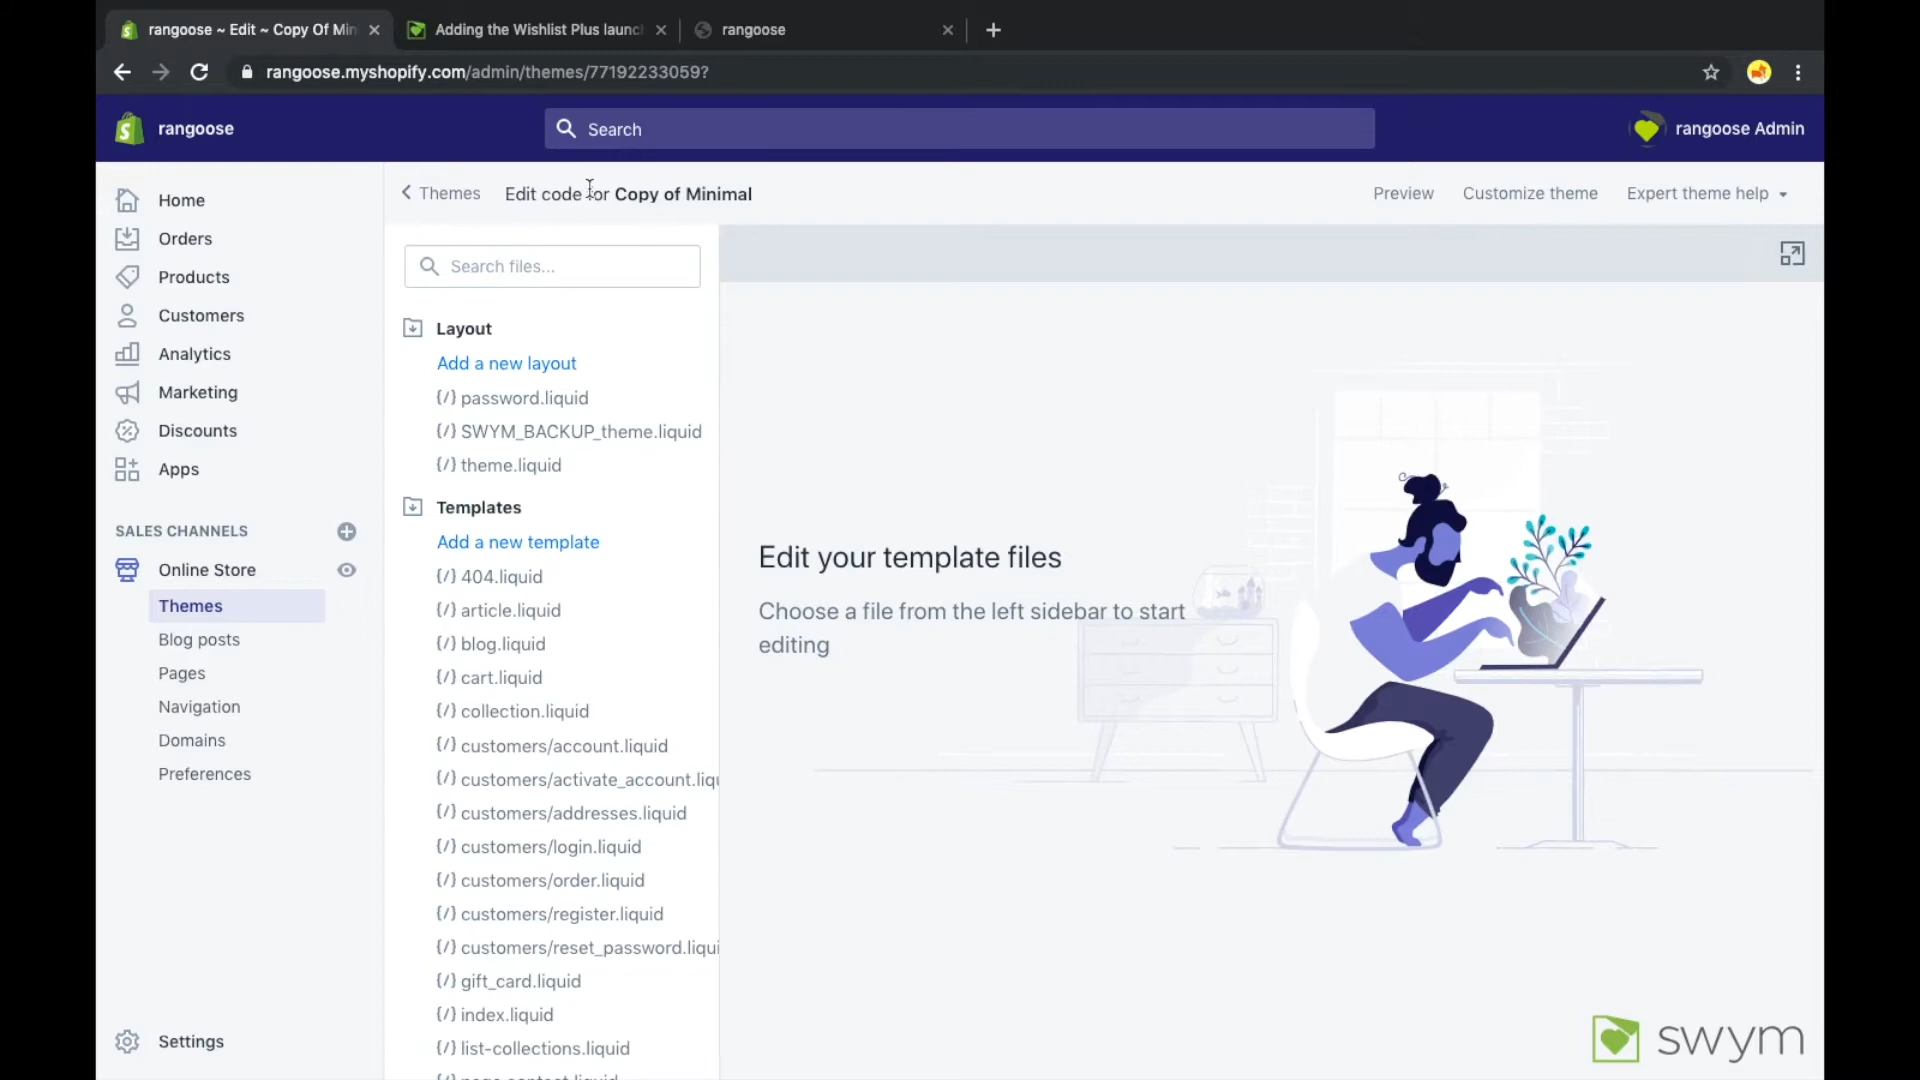 rangoose ~ Edit ~ Copy Of Min
Adding the Wishlist Plus launc
rangoose
rangoose.myshopify.com/admin/themes/77192233059?
rangoose
Search
rangoose Admin
Home
Orders
Products
Customers
Analytics
Marketing
Discounts
Apps
SALES CHANNELS
Online Store
Themes
Blog posts
Pages
Navigation
Domains
Preferences
Settings
Themes
Edit code for Copy of Minimal
Preview
Customize theme
Expert theme help
Search files...
Layout
Add a new layout
{/} password.liquid
{/} SWYM_BACKUP_theme.liquid
{/} theme.liquid
Templates
Add a new template
{/} 404.liquid
{/} article.liquid
{/} blog.liquid
{/} cart.liquid
{/} collection.liquid
{/} customers/account.liquid
{/} customers/activate_account.liqu
{/} customers/addresses.liquid
{/} customers/login.liquid
{/} customers/order.liquid
{/} customers/register.liquid
{/} customers/reset_password.liqui
{/} gift_card.liquid
{/} index.liquid
{/} list-collections.liquid
Edit your template files
Choose a file from the left sidebar to start
editing
swym